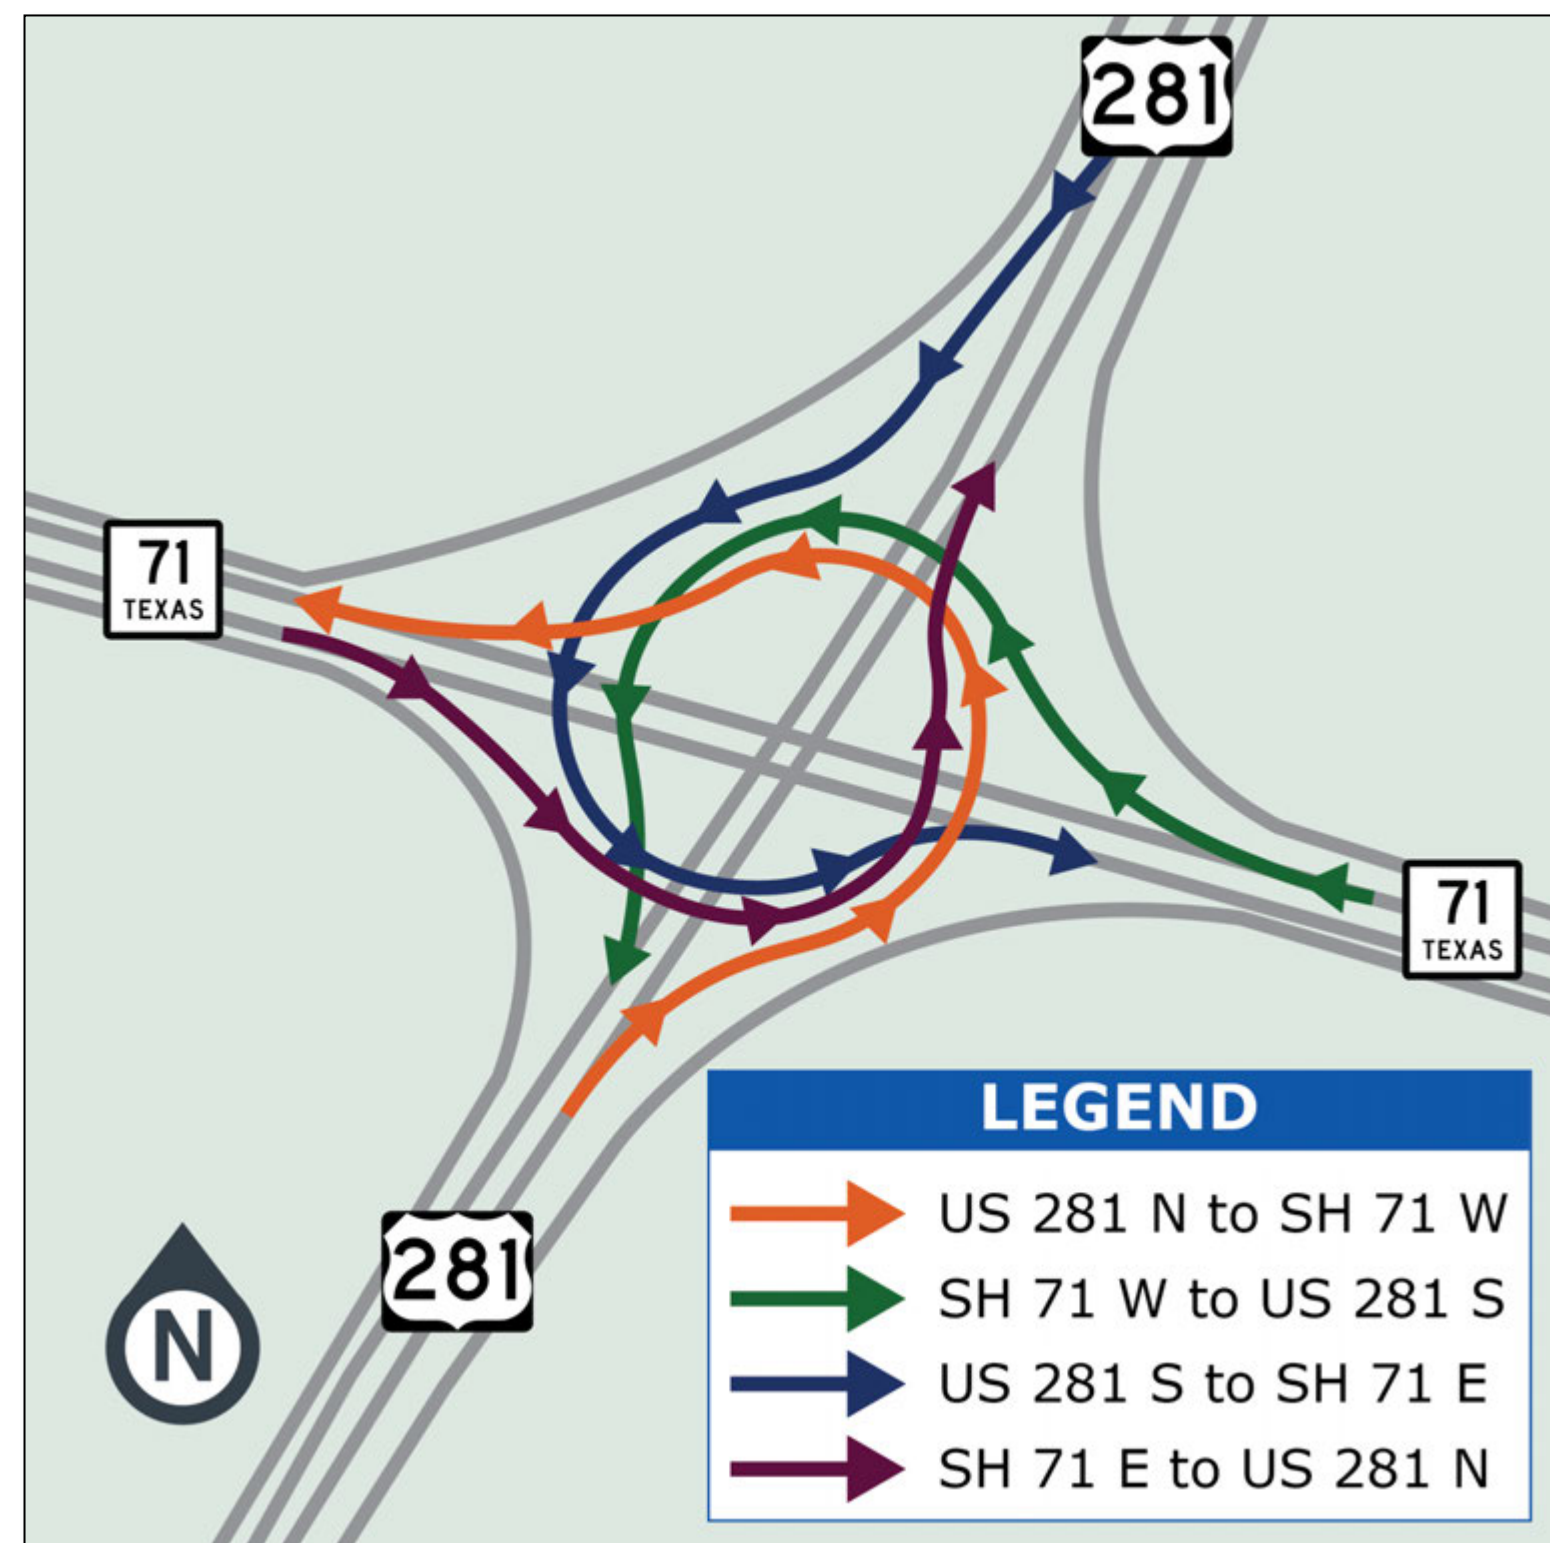 281
71
TEXAS
71
TEXAS
281
N
LEGEND
US 281 N to SH 71 W
SH 71 W to US 281 S
US 281 S to SH 71 E
SH 71 E to US 281 N